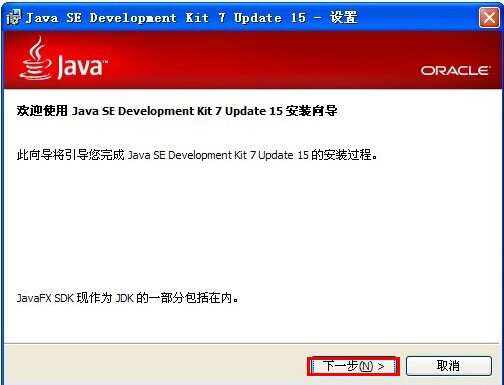 Java SE Development Kit 7 Update 15 - 设置
Java™
ORACLE
欢迎使用 Java SE Development Kit 7 Update 15 安装向导
此向导将引导您完成 Java SE Development Kit 7 Update 15 的安装过程。
JavaFX SDK 现作为 JDK 的一部分包括在内。
下一步(N) >
取消